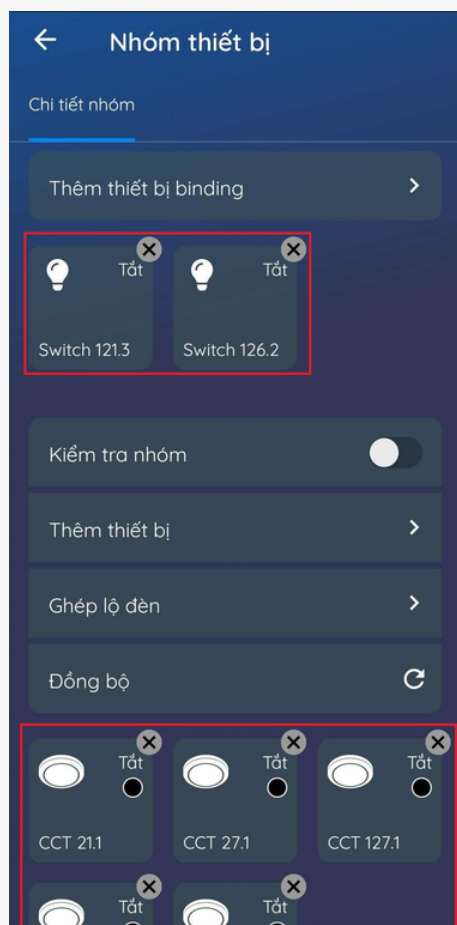 Nhóm thiết bị
Chi tiết nhóm
Thêm thiết bị binding
Tắt
Tắt
Switch 121.3
Switch 126.2
Kiểm tra nhóm
Thêm thiết bị
Ghép lộ đèn
Đồng bộ
Tắt
Tắt
Tắt
CCT 21.1
CCT 27.1
CCT 127.1
Tắt
Tắt